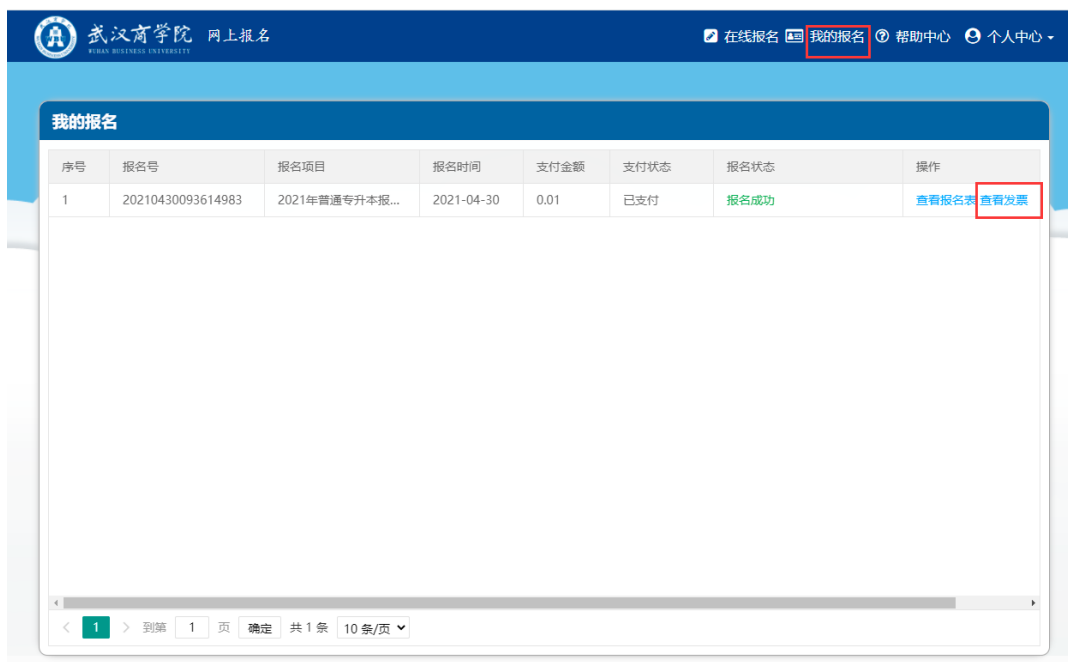 武汉商学院 网上报名 在线报名 我的报名 帮助中心 个人中心
WUHAN BUSINESS UNIVERSITY
我的报名
序号 报名号 报名项目 报名时间 支付金额 支付状态 报名状态 操作
1 20210430093614983 2021年普通专升本报... 2021-04-30 0.01 已支付 报名成功 查看报名表 查看发票
< 1 > 到第 1 页 确定 共 1 条 10 条/页